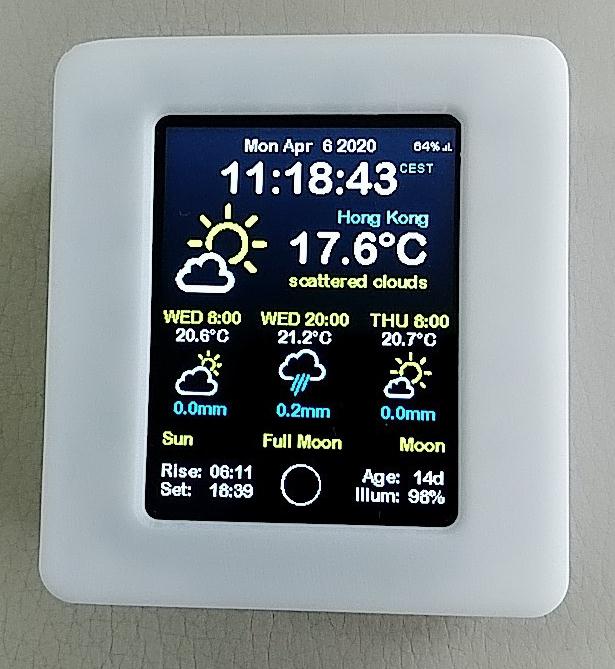 Mon Apr 6 2020 64%
11:18:43 CEST
Hong Kong
17.6°C
scattered clouds
WED 8:00 WED 20:00 THU 8:00
20.6°C 21.2°C 20.7°C
0.0mm 0.2mm 0.0mm
Sun Full Moon Moon
Rise: 06:11 Age: 14d
Set: 18:39 Illum: 98%